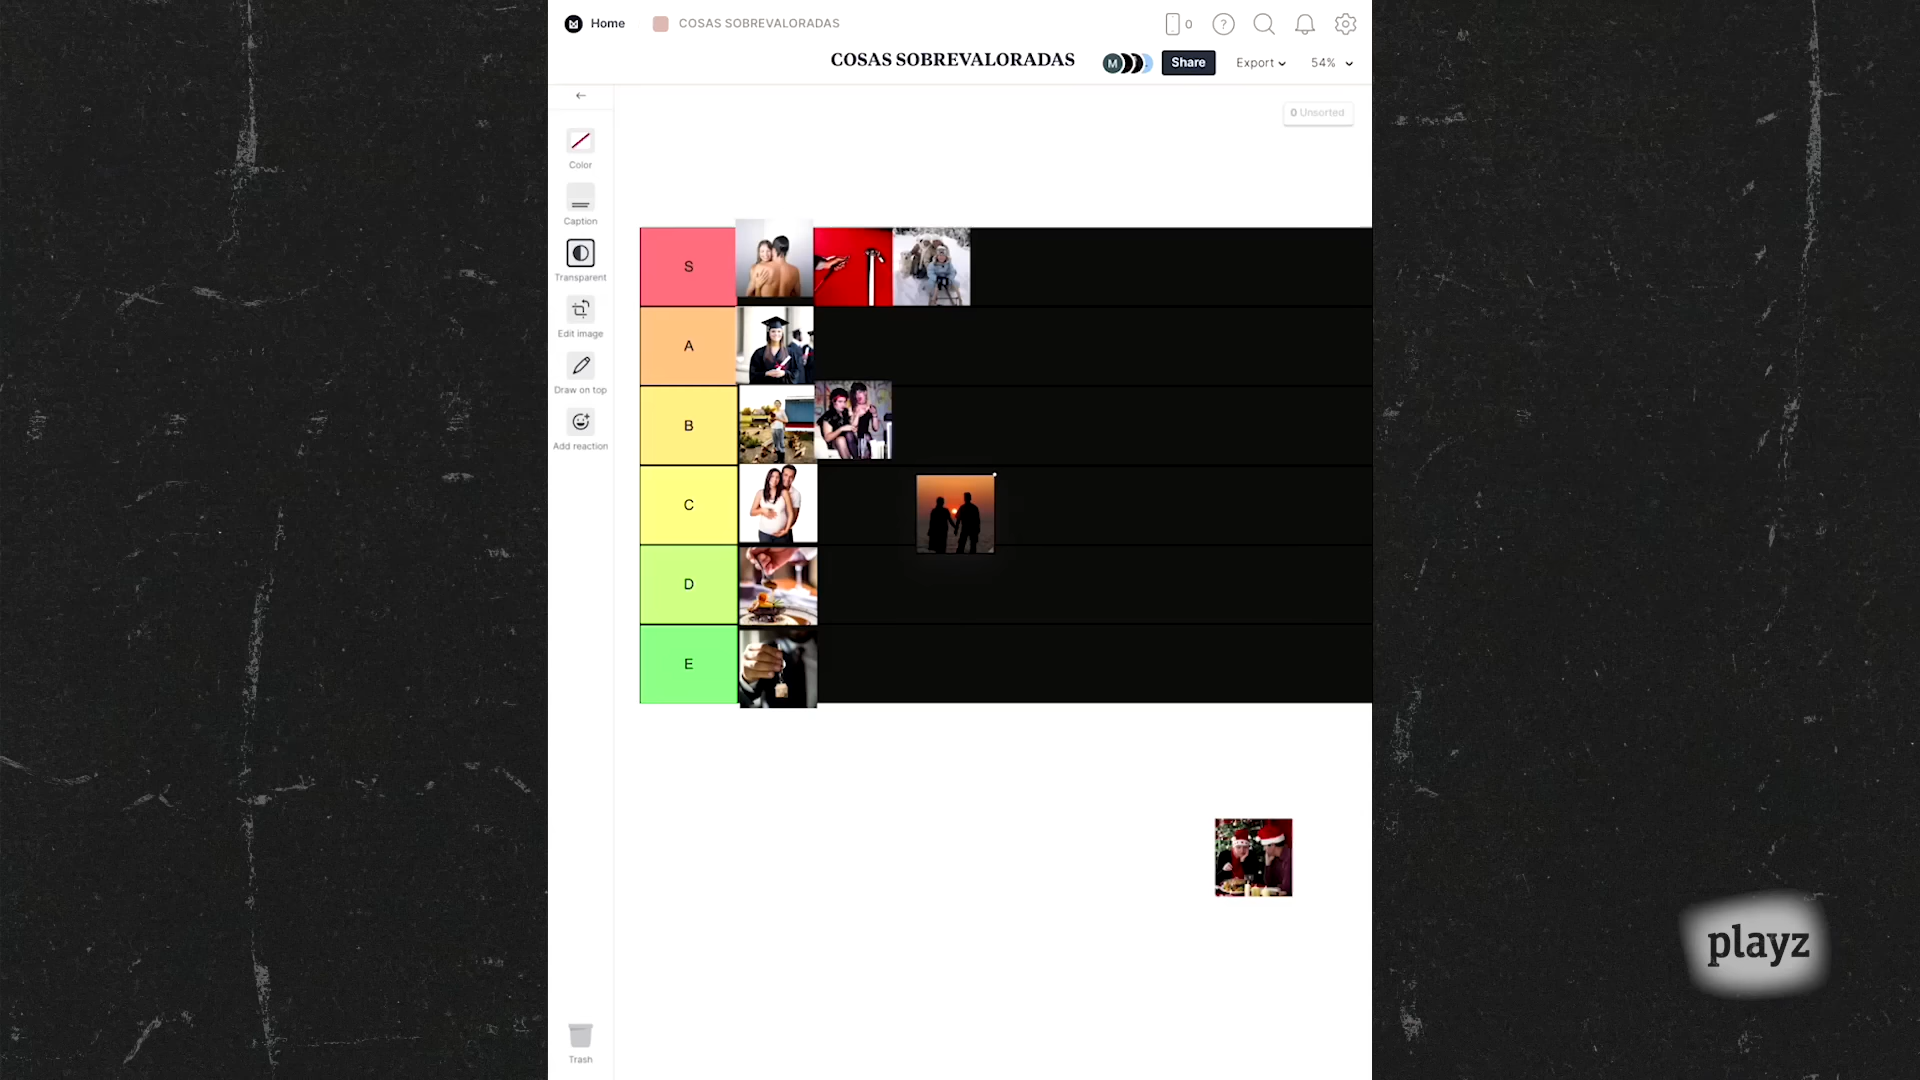 Home
COSAS SOBREVALORADAS
0
COSAS SOBREVALORADAS
M
Share
Export
54%
0 Unsorted
Color
Caption
Transparent
Edit image
Draw on top
Add reaction
S
A
B
C
D
E
Trash
playz